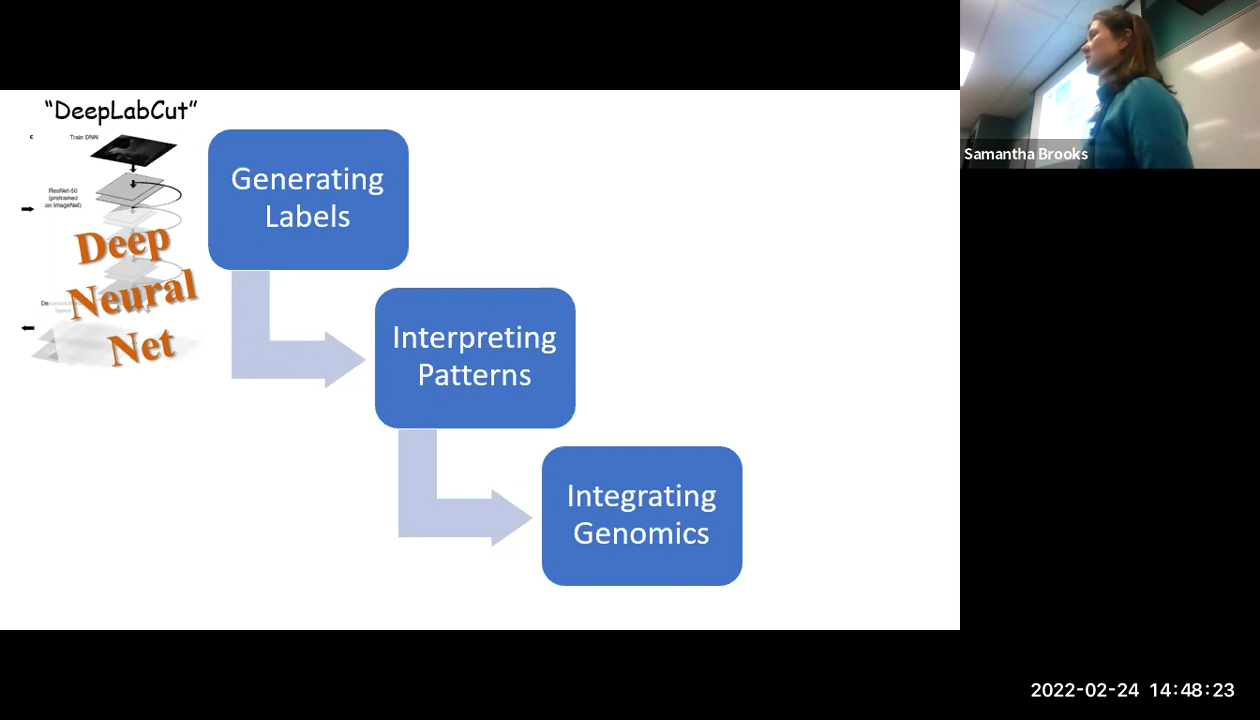 "DeepLabCut"
c
Train DNN
ResNet-50
(pretrained
on ImageNet)
Deep
Neural
Net
Generating
Labels
Interpreting
Patterns
Integrating
Genomics
Samantha Brooks
2022-02-24 14:48:23